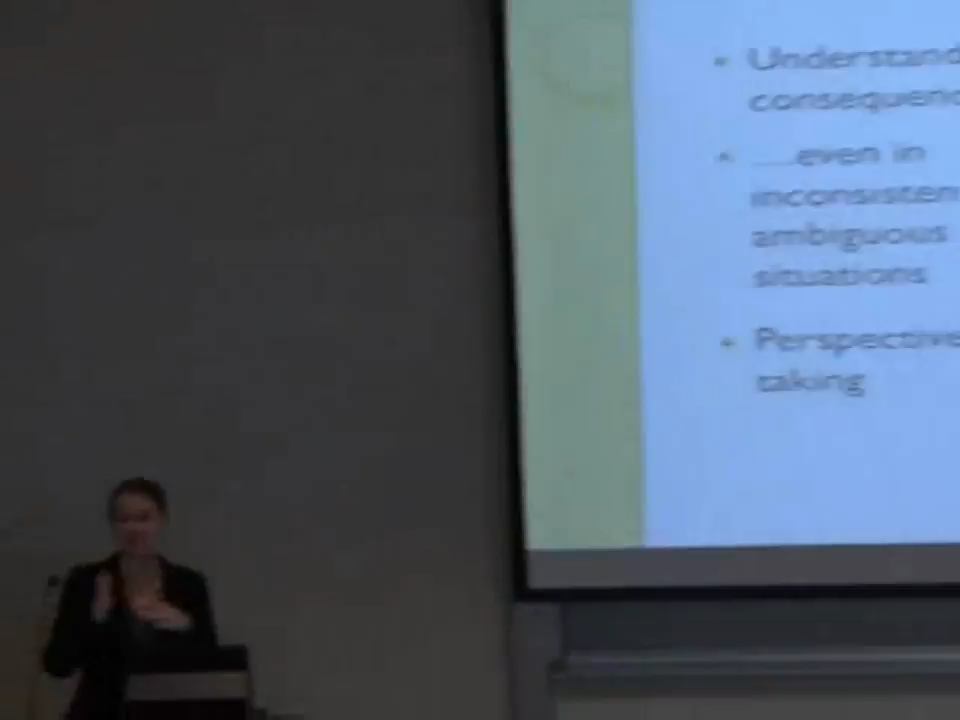 • Understand
consequenc
• ...even in
inconsisten
ambiguous
situations
• Perspective
taking